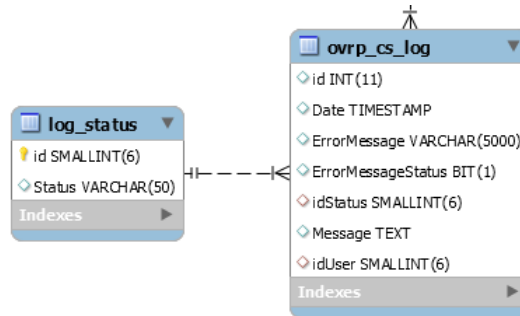 log_status
id SMALLINT(6)
Status VARCHAR(50)
Indexes
ovrp_cs_log
id INT(11)
Date TIMESTAMP
ErrorMessage VARCHAR(5000)
ErrorMessageStatus BIT(1)
idStatus SMALLINT(6)
Message TEXT
idUser SMALLINT(6)
Indexes